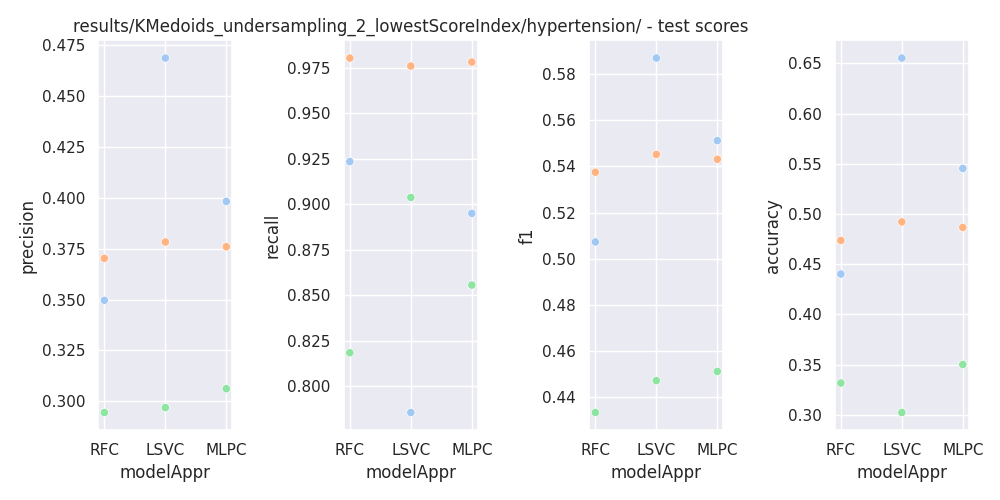 results/KMedoids_undersampling_2_lowestScoreIndex/hypertension/ - test scores
precision
0.475
0.450
0.425
0.400
0.375
0.350
0.325
0.300
RFC LSVC MLPC
modelAppr
recall
0.975
0.950
0.925
0.900
0.875
0.850
0.825
0.800
RFC LSVC MLPC
modelAppr
f1
0.58
0.56
0.54
0.52
0.50
0.48
0.46
0.44
RFC LSVC MLPC
modelAppr
accuracy
0.65
0.60
0.55
0.50
0.45
0.40
0.35
0.30
RFC LSVC MLPC
modelAppr